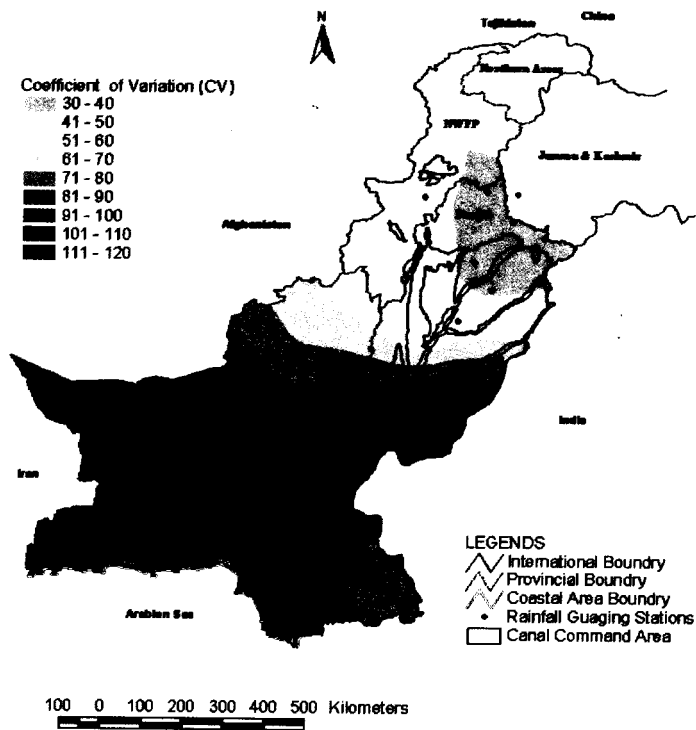 N
Tajikistan
China
Northern Areas
Coefficient of Variation (CV)
30 - 40
41 - 50
51 - 60
61 - 70
71 - 80
81 - 90
91 - 100
101 - 110
111 - 120
NWFP
Jammu & Kashmir
Afghanistan
India
Iran
Arabian Sea
LEGENDS
International Boundry
Provincial Boundry
Coastal Area Boundry
Rainfall Guaging Stations
Canal Command Area
100 0 100 200 300 400 500 Kilometers